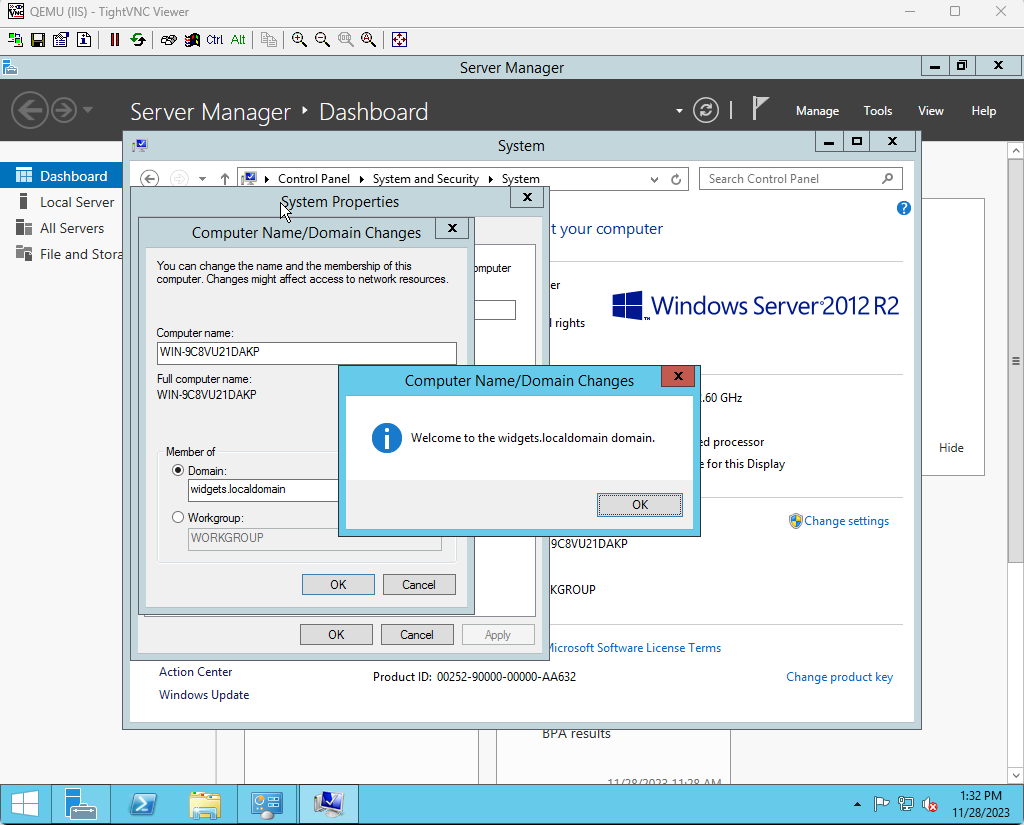 QEMU (IIS) - TightVNC Viewer
Ctrl Alt
Server Manager
Server Manager Dashboard
Manage Tools View Help
System
Dashboard
Local Server
All Servers
File and Stora
Control Panel System and Security System
Search Control Panel
System Properties
t your computer
Computer Name/Domain Changes
You can change the name and the membership of this
computer. Changes might affect access to network resources.
omputer
er
l rights
Windows Server 2012 R2
Computer name:
WIN-9C8VU21DAKP
Full computer name:
WIN-9C8VU21DAKP
Computer Name/Domain Changes
Welcome to the widgets.localdomain domain.
OK
.60 GHz
ed processor
e for this Display
Hide
Member of
Domain:
widgets.localdomain
Workgroup:
WORKGROUP
OK Cancel
Change settings
9C8VU21DAKP
KGROUP
OK Cancel Apply
Microsoft Software License Terms
Action Center
Windows Update
Product ID: 00252-90000-00000-AA632
Change product key
BPA results
11/28/2023 11:28 AM
1:32 PM
11/28/2023